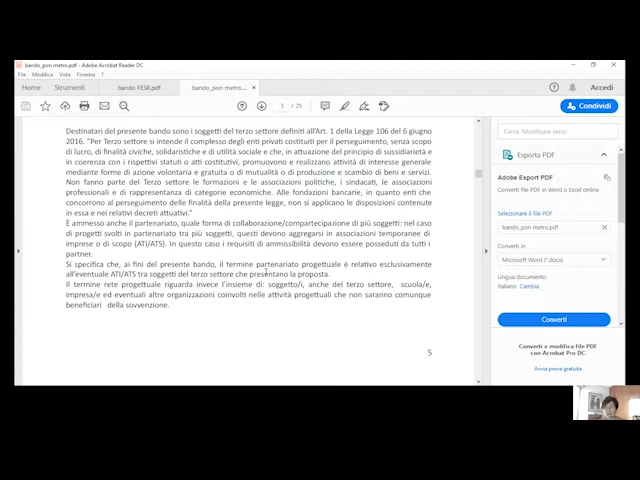 bando_pon metro.pdf - Adobe Acrobat Reader DC
File Modifica Vista Finestra ?
Home Strumenti bando FESR.pdf bando_pon metro.... × Accedi
5 / 25 Condividi
Cerca 'Modificare testo'
Esporta PDF
Adobe Export PDF
Converti file PDF in Word o Excel online
Selezionare il file PDF
bando_pon metro.pdf ×
Converti in
Microsoft Word (*.docx)
Lingua documento:
Italiano Cambia
Converti
Converti e modifica file PDF
con Acrobat Pro DC
Avvia prova gratuita
Destinatari del presente bando sono i soggetti del terzo settore definiti all'Art. 1 della Legge 106 del 6 giugno
2016. "Per Terzo settore si intende il complesso degli enti privati costituiti per il perseguimento, senza scopo
di lucro, di finalità civiche, solidaristiche e di utilità sociale e che, in attuazione del principio di sussidiarietà e
in coerenza con i rispettivi statuti o atti costitutivi, promuovono e realizzano attività di interesse generale
mediante forme di azione volontaria e gratuita o di mutualità o di produzione e scambio di beni e servizi.
Non fanno parte del Terzo settore le formazioni e le associazioni politiche, i sindacati, le associazioni
professionali e di rappresentanza di categorie economiche. Alle fondazioni bancarie, in quanto enti che
concorrono al perseguimento delle finalità della presente legge, non si applicano le disposizioni contenute
in essa e nei relativi decreti attuativi."
È ammesso anche il partenariato, quale forma di collaborazione/compartecipazione di più soggetti: nel caso
di progetti svolti in partenariato tra più soggetti, questi devono aggregarsi in associazioni temporanee di
imprese o di scopo (ATI/ATS). In questo caso i requisiti di ammissibilità devono essere posseduti da tutti i
partner.
Si specifica che, ai fini del presente bando, il termine partenariato progettuale è relativo esclusivamente
all'eventuale ATI/ATS tra soggetti del terzo settore che presentano la proposta.
Il termine rete progettuale riguarda invece l'insieme di: soggetto/i, anche del terzo settore, scuola/e,
impresa/e ed eventuali altre organizzazioni coinvolti nelle attività progettuali che non saranno comunque
beneficiari della sovvenzione.
5